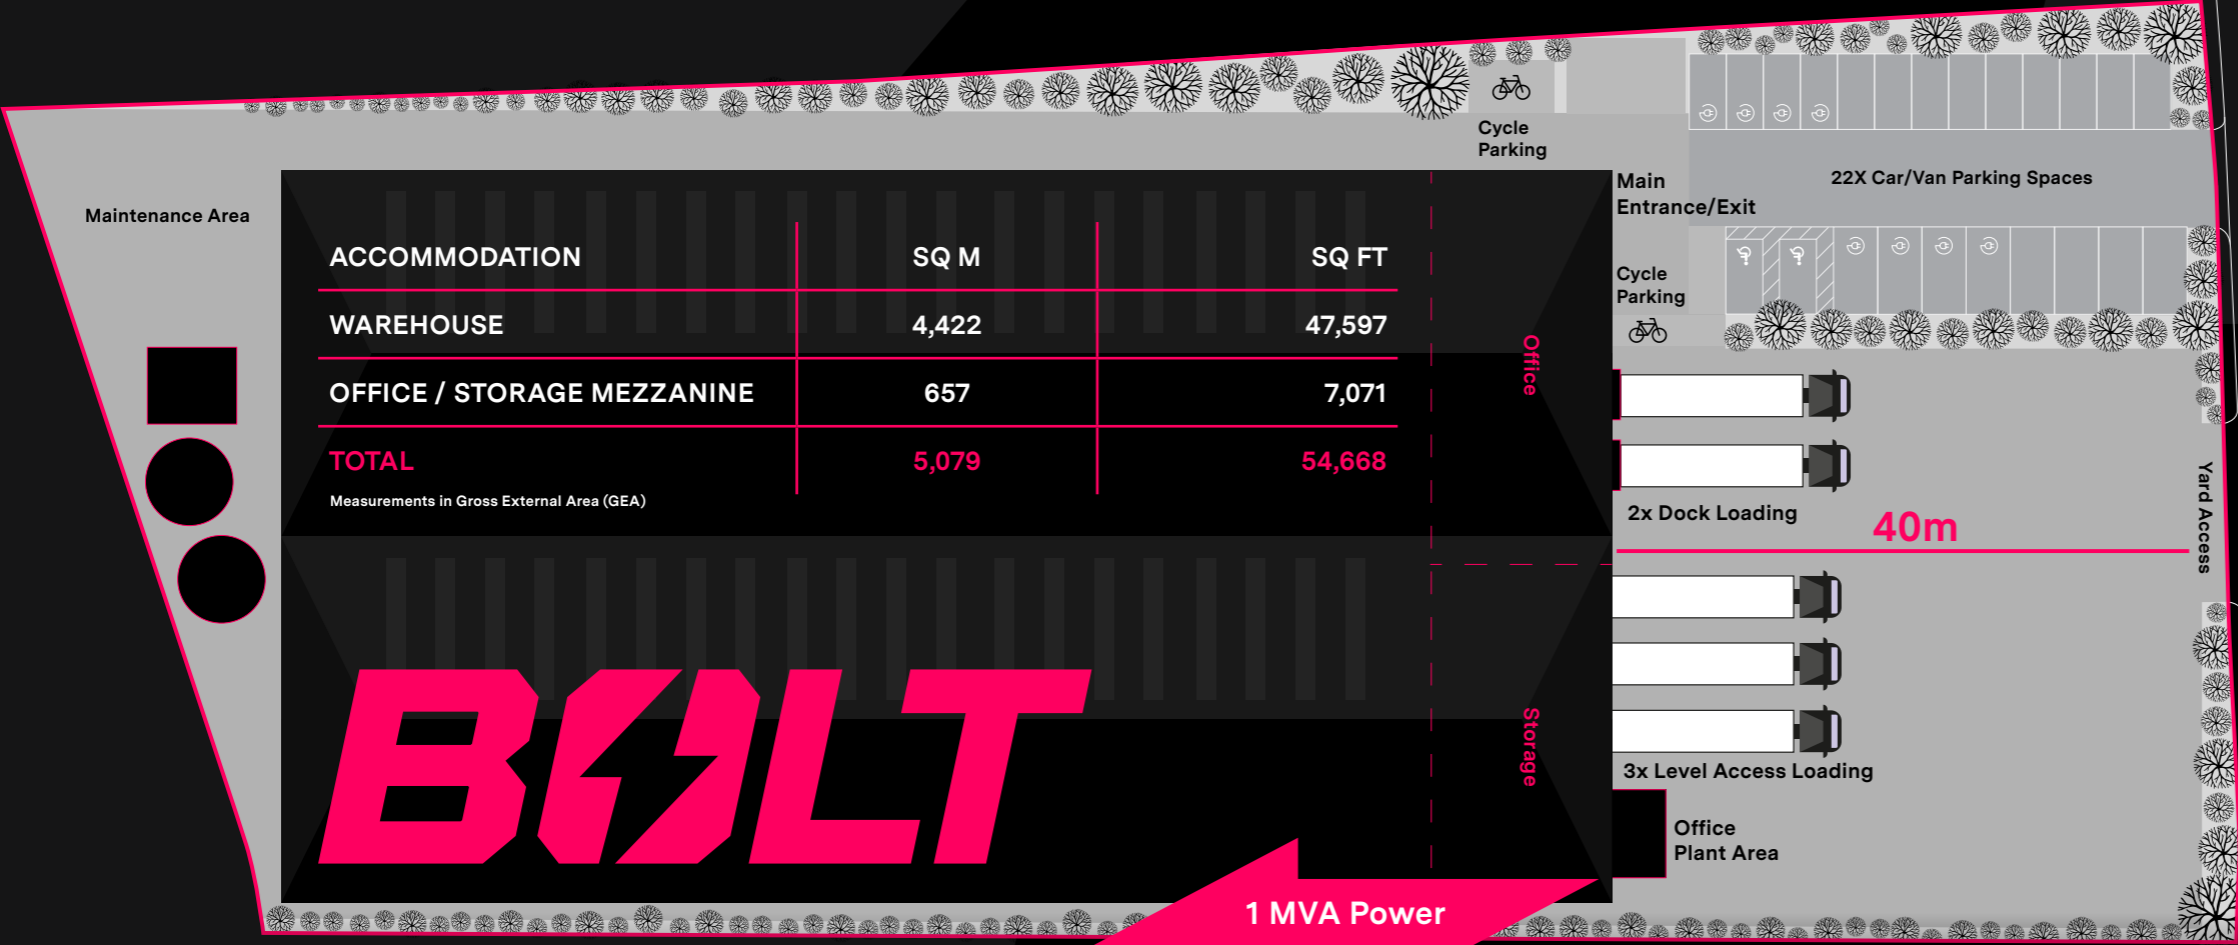 Cycle
Parking
Main
Entrance/Exit
22X Car/Van Parking Spaces
Maintenance Area
ACCOMMODATION SQ M SQ FT
WAREHOUSE 4,422 47,597
OFFICE / STORAGE MEZZANINE 657 7,071
TOTAL 5,079 54,668
Measurements in Gross External Area (GEA)
Cycle
Parking
Office
2x Dock Loading
40m
Yard Access
Storage
3x Level Access Loading
Office
Plant Area
BOLT
1 MVA Power